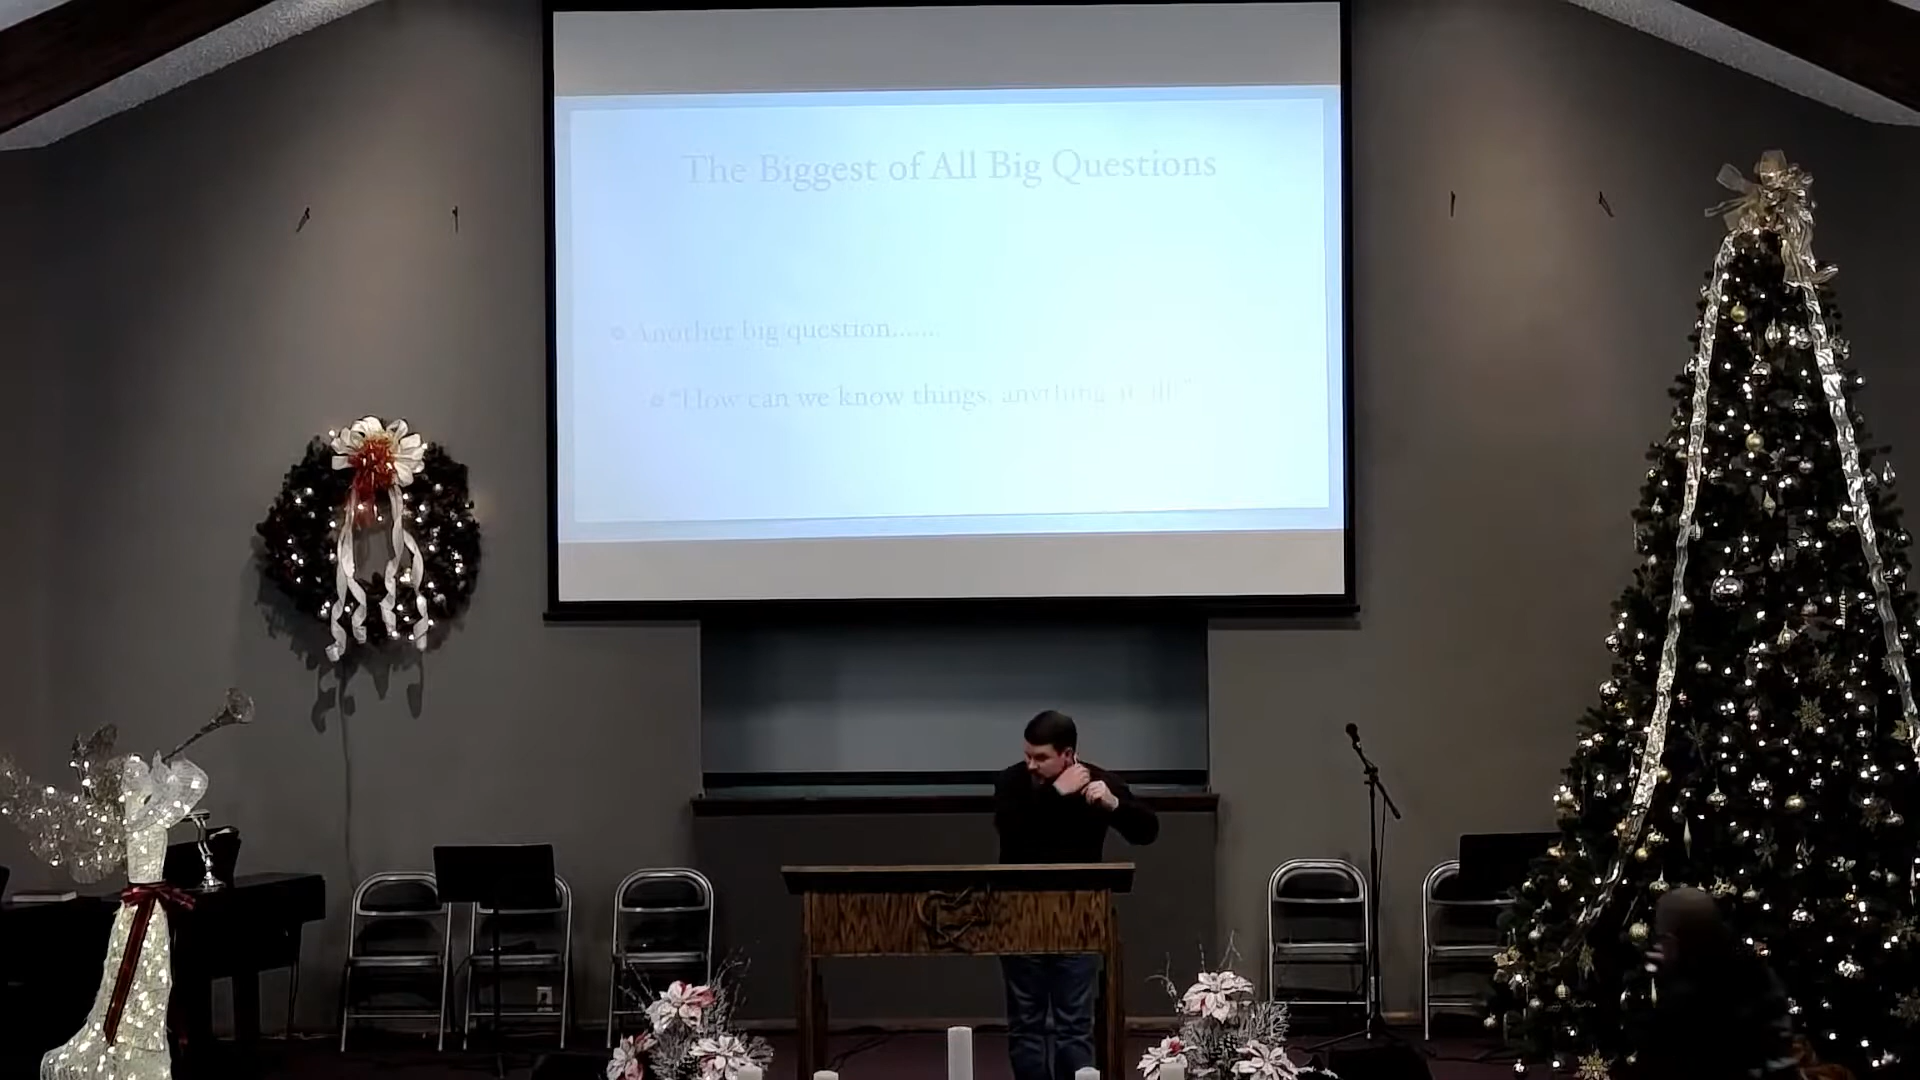 The Biggest of All Big Questions
Another big question......
"How can we know things, anything at all?"